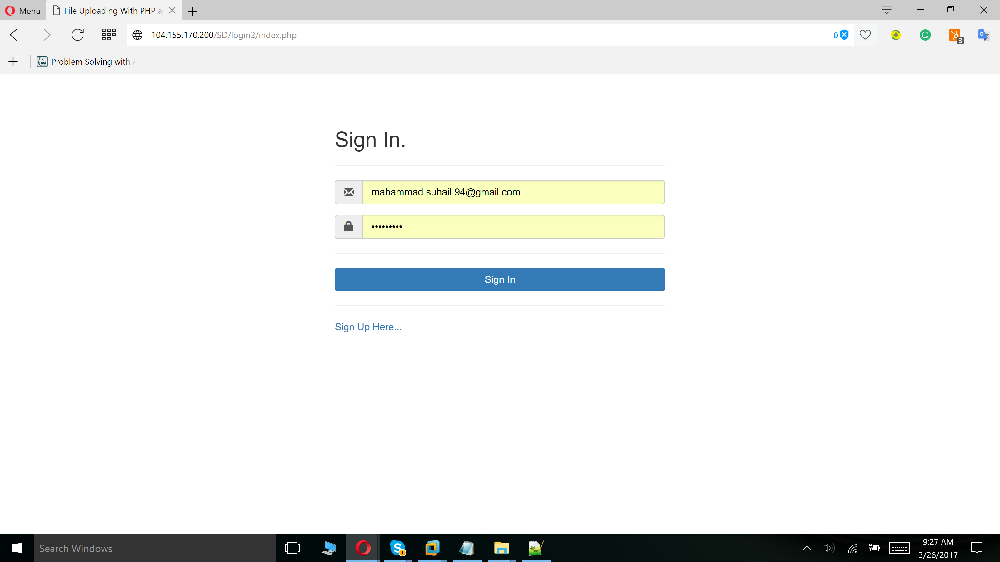 Menu
File Uploading With PHP a
104.155.170.200/SD/login2/index.php
0
3
RSI
Problem Solving with
Sign In.
mahammad.suhail.94@gmail.com
•••••••••
Sign In
Sign Up Here...
Search Windows
1
9:27 AM
3/26/2017